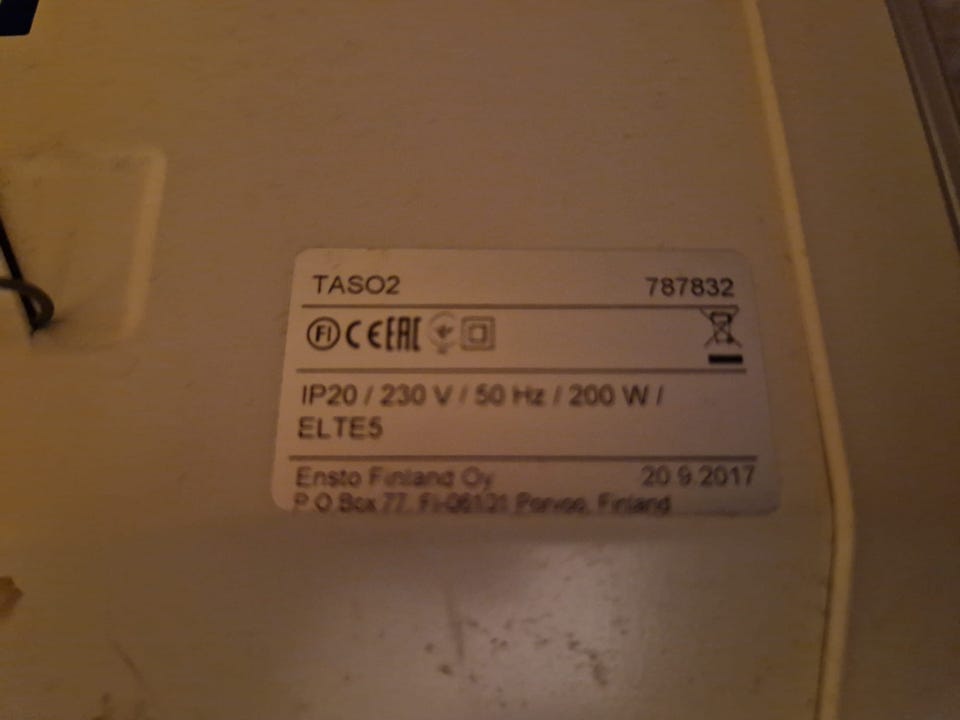 TASO2 787832
FI CE EAC
IP20 / 230 V / 50 Hz / 200 W /
ELTE5
Ensto Finland Oy 20.9.2017
P O Box 77, FI-06101 Porvoo, Finland